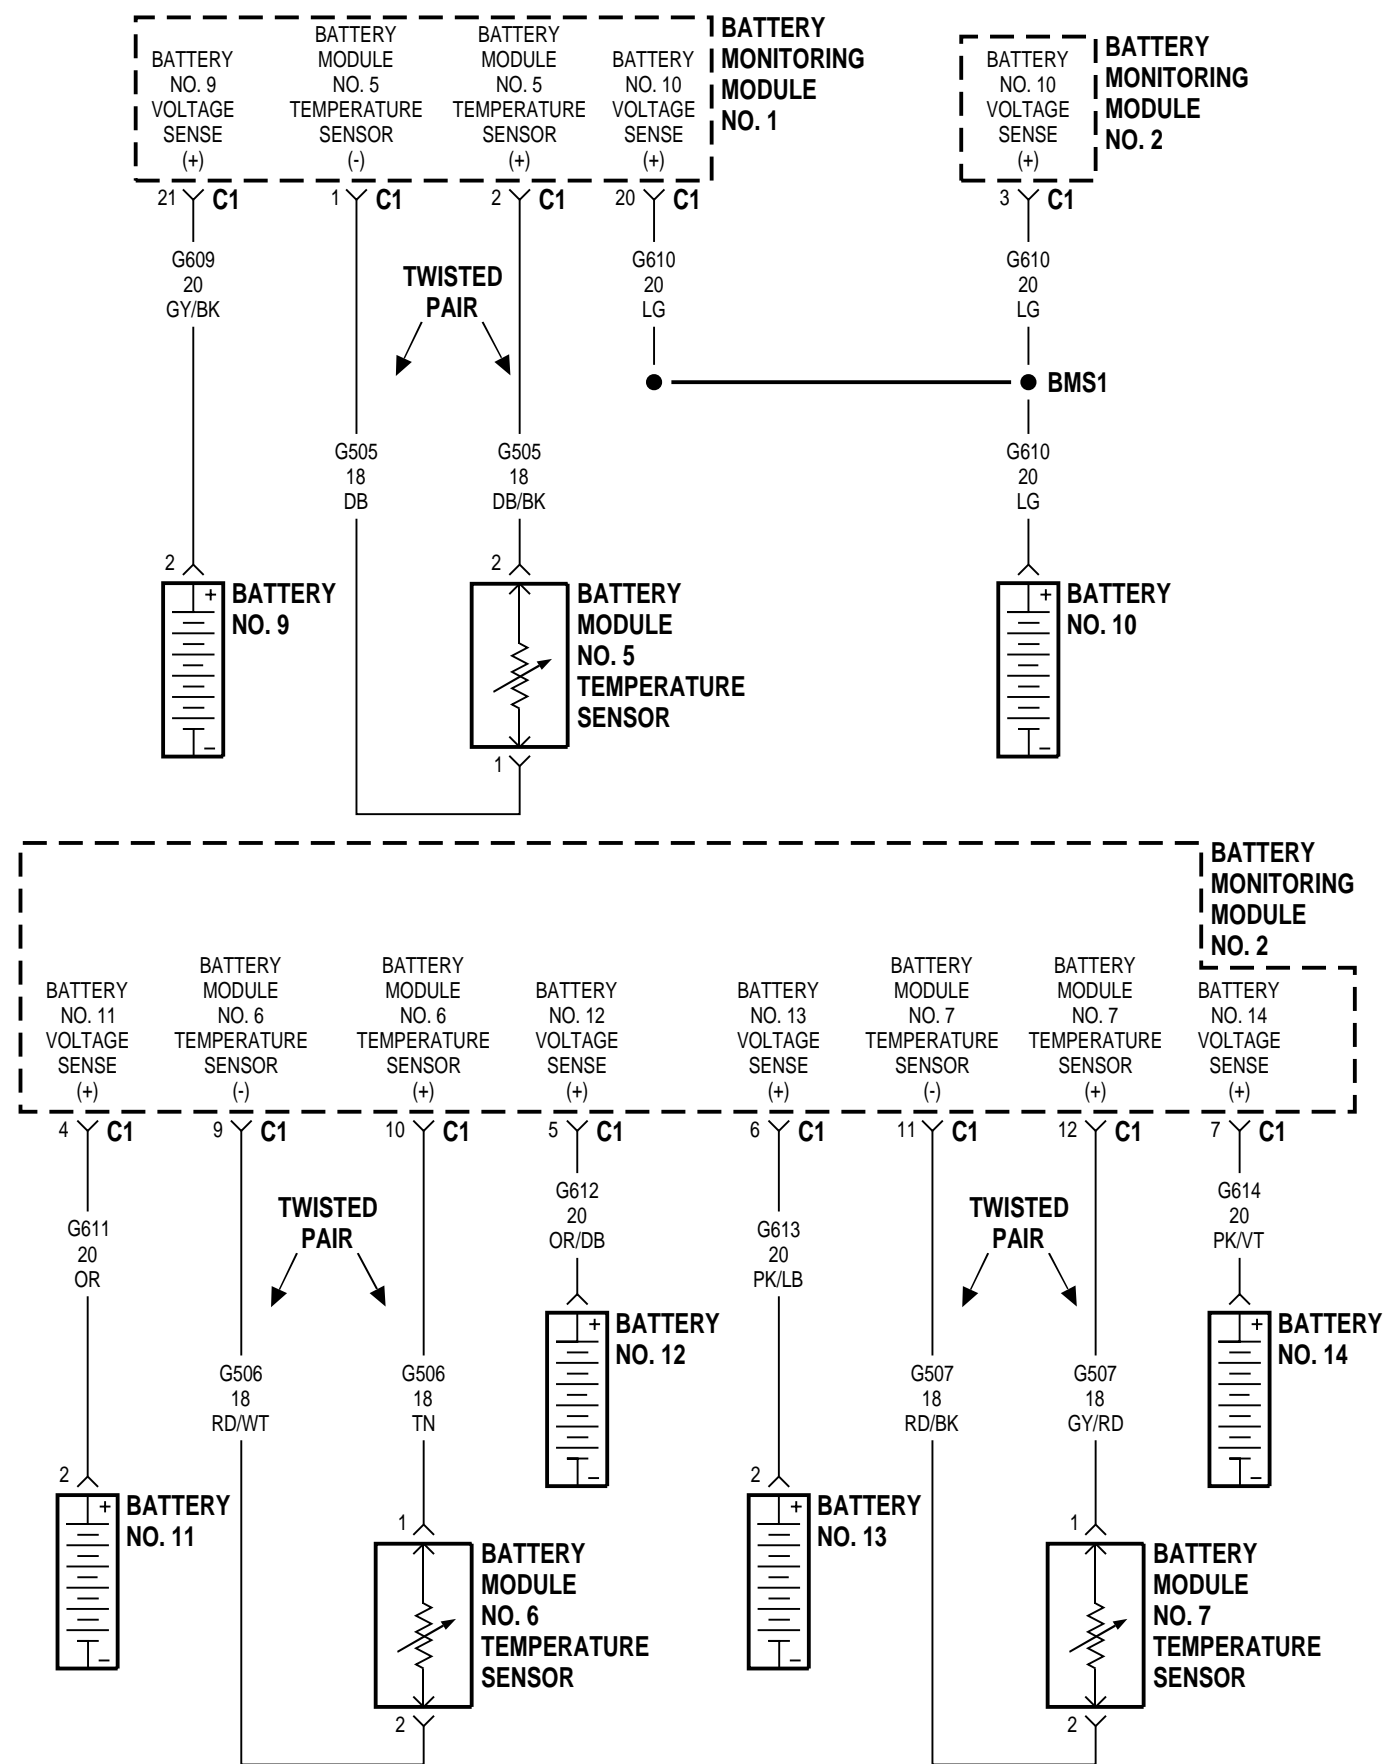 BATTERY
NO. 9
VOLTAGE
SENSE
(+)
BATTERY
MODULE
NO. 5
TEMPERATURE
SENSOR
(-)
BATTERY
MODULE
NO. 5
TEMPERATURE
SENSOR
(+)
BATTERY
NO. 10
VOLTAGE
SENSE
(+)
BATTERY
MONITORING
MODULE
NO. 1
BATTERY
NO. 10
VOLTAGE
SENSE
(+)
BATTERY
MONITORING
MODULE
NO. 2
21 C1
1 C1
2 C1
20 C1
3 C1
G609
20
GY/BK
TWISTED
PAIR
G610
20
LG
G610
20
LG
BMS1
G505
18
DB
G505
18
DB/BK
G610
20
LG
2
BATTERY
NO. 9
2
BATTERY
MODULE
NO. 5
TEMPERATURE
SENSOR
1
BATTERY
NO. 10
+
–
+
–
BATTERY
MONITORING
MODULE
NO. 2
BATTERY
NO. 11
VOLTAGE
SENSE
(+)
BATTERY
MODULE
NO. 6
TEMPERATURE
SENSOR
(-)
BATTERY
MODULE
NO. 6
TEMPERATURE
SENSOR
(+)
BATTERY
NO. 12
VOLTAGE
SENSE
(+)
BATTERY
NO. 13
VOLTAGE
SENSE
(+)
BATTERY
MODULE
NO. 7
TEMPERATURE
SENSOR
(-)
BATTERY
MODULE
NO. 7
TEMPERATURE
SENSOR
(+)
BATTERY
NO. 14
VOLTAGE
SENSE
(+)
4 C1
9 C1
10 C1
5 C1
6 C1
11 C1
12 C1
7 C1
G611
20
OR
TWISTED
PAIR
G612
20
OR/DB
G613
20
PK/LB
TWISTED
PAIR
G614
20
PK/VT
BATTERY
NO. 12
+
–
BATTERY
NO. 14
+
–
G506
18
RD/WT
G506
18
TN
G507
18
RD/BK
G507
18
GY/RD
2
BATTERY
NO. 11
+
–
1
BATTERY
MODULE
NO. 6
TEMPERATURE
SENSOR
2
2
BATTERY
NO. 13
+
–
1
BATTERY
MODULE
NO. 7
TEMPERATURE
SENSOR
2